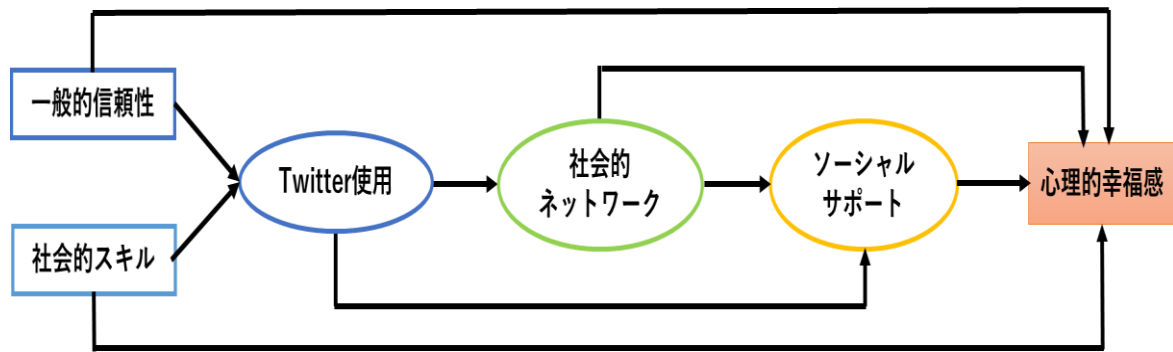 一般的信頼性
社会的スキル
Twitter使用
社会的
ネットワーク
ソーシャル
サポート
心理的幸福感